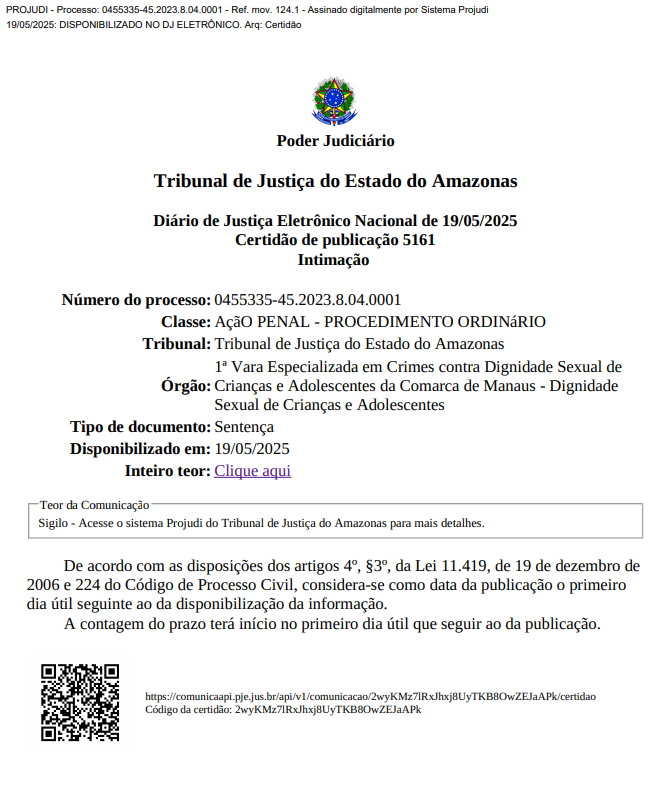 PROJUDI - Processo: 0455335-45.2023.8.04.0001 - Ref. mov. 124.1 - Assinado digitalmente por Sistema Projudi
19/05/2025: DISPONIBILIZADO NO DJ ELETRÔNICO. Arq: Certidão
Poder Judiciário
Tribunal de Justiça do Estado do Amazonas
Diário de Justiça Eletrônico Nacional de 19/05/2025
Certidão de publicação 5161
Intimação
Número do processo: 0455335-45.2023.8.04.0001
Classe: AçãO PENAL - PROCEDIMENTO ORDINáRIO
Tribunal: Tribunal de Justiça do Estado do Amazonas
Órgão: 1ª Vara Especializada em Crimes contra Dignidade Sexual de
Crianças e Adolescentes da Comarca de Manaus - Dignidade
Sexual de Crianças e Adolescentes
Tipo de documento: Sentença
Disponibilizado em: 19/05/2025
Inteiro teor: Clique aqui
Teor da Comunicação
Sigilo - Acesse o sistema Projudi do Tribunal de Justiça do Amazonas para mais detalhes.
De acordo com as disposições dos artigos 4º, §3º, da Lei 11.419, de 19 de dezembro de
2006 e 224 do Código de Processo Civil, considera-se como data da publicação o primeiro
dia útil seguinte ao da disponibilização da informação.
A contagem do prazo terá início no primeiro dia útil que seguir ao da publicação.
https://comunicaapi.pje.jus.br/api/v1/comunicacao/2wyKMz7lRxJhxj8UyTKB8OwZEJaAPk/certidao
Código da certidão: 2wyKMz7lRxJhxj8UyTKB8OwZEJaAPk